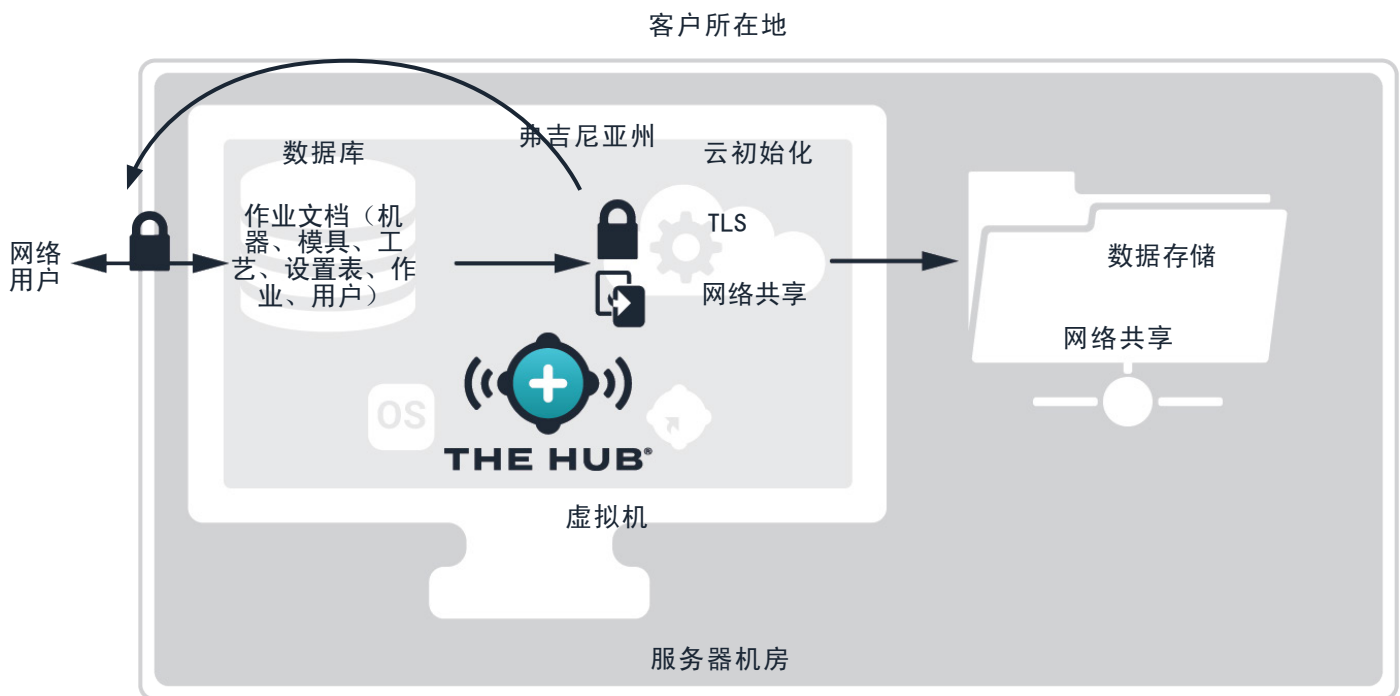 客户所在地
弗吉尼亚州
数据库
云初始化
作业文档（机
器、模具、工
艺、设置表、作
业、用户）
TLS
网络
用户
数据存储
网络共享
网络共享
OS
THE HUB®
虚拟机
服务器机房